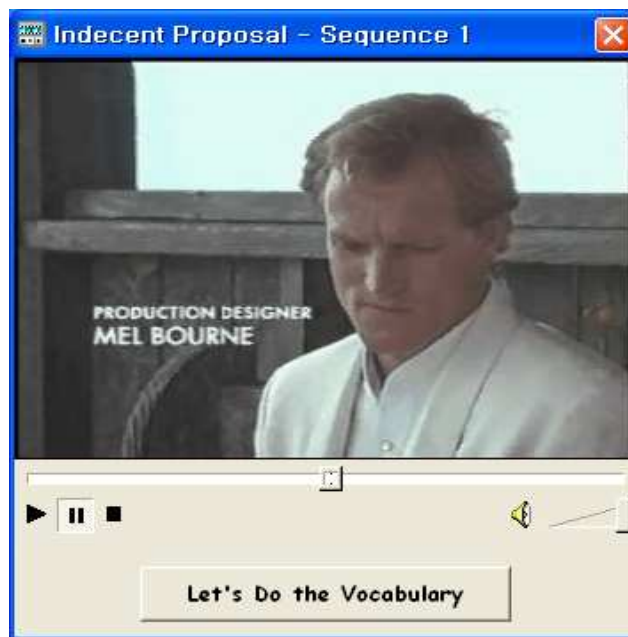 Indecent Proposal - Sequence 1
PRODUCTION DESIGNER
MEL BOURNE
Let's Do the Vocabulary